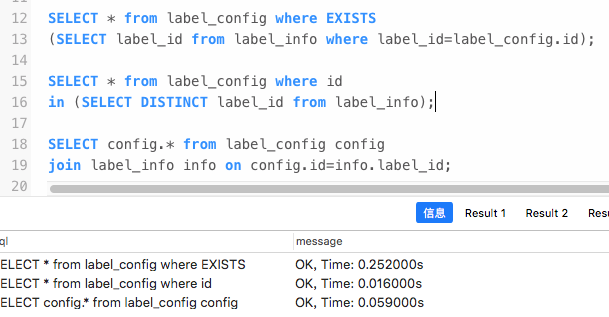 12 SELECT * from label_config where EXISTS
13 (SELECT label_id from label_info where label_id=label_config.id);
14
15 SELECT * from label_config where id
16 in (SELECT DISTINCT label_id from label_info);
17
18 SELECT config.* from label_config config
19 join label_info info on config.id=info.label_id;
20
信息 Result 1 Result 2 Result
ql message
ELECT * from label_config where EXISTS OK, Time: 0.252000s
ELECT * from label_config where id OK, Time: 0.016000s
ELECT config.* from label_config config OK, Time: 0.059000s